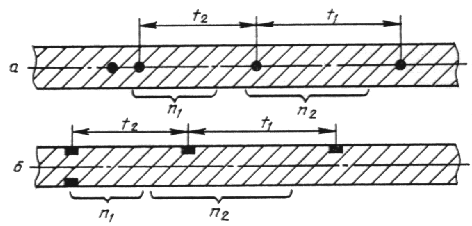 t₂ t₁
а
n₁ n₂
t₂ t₁
б
n₁ n₂